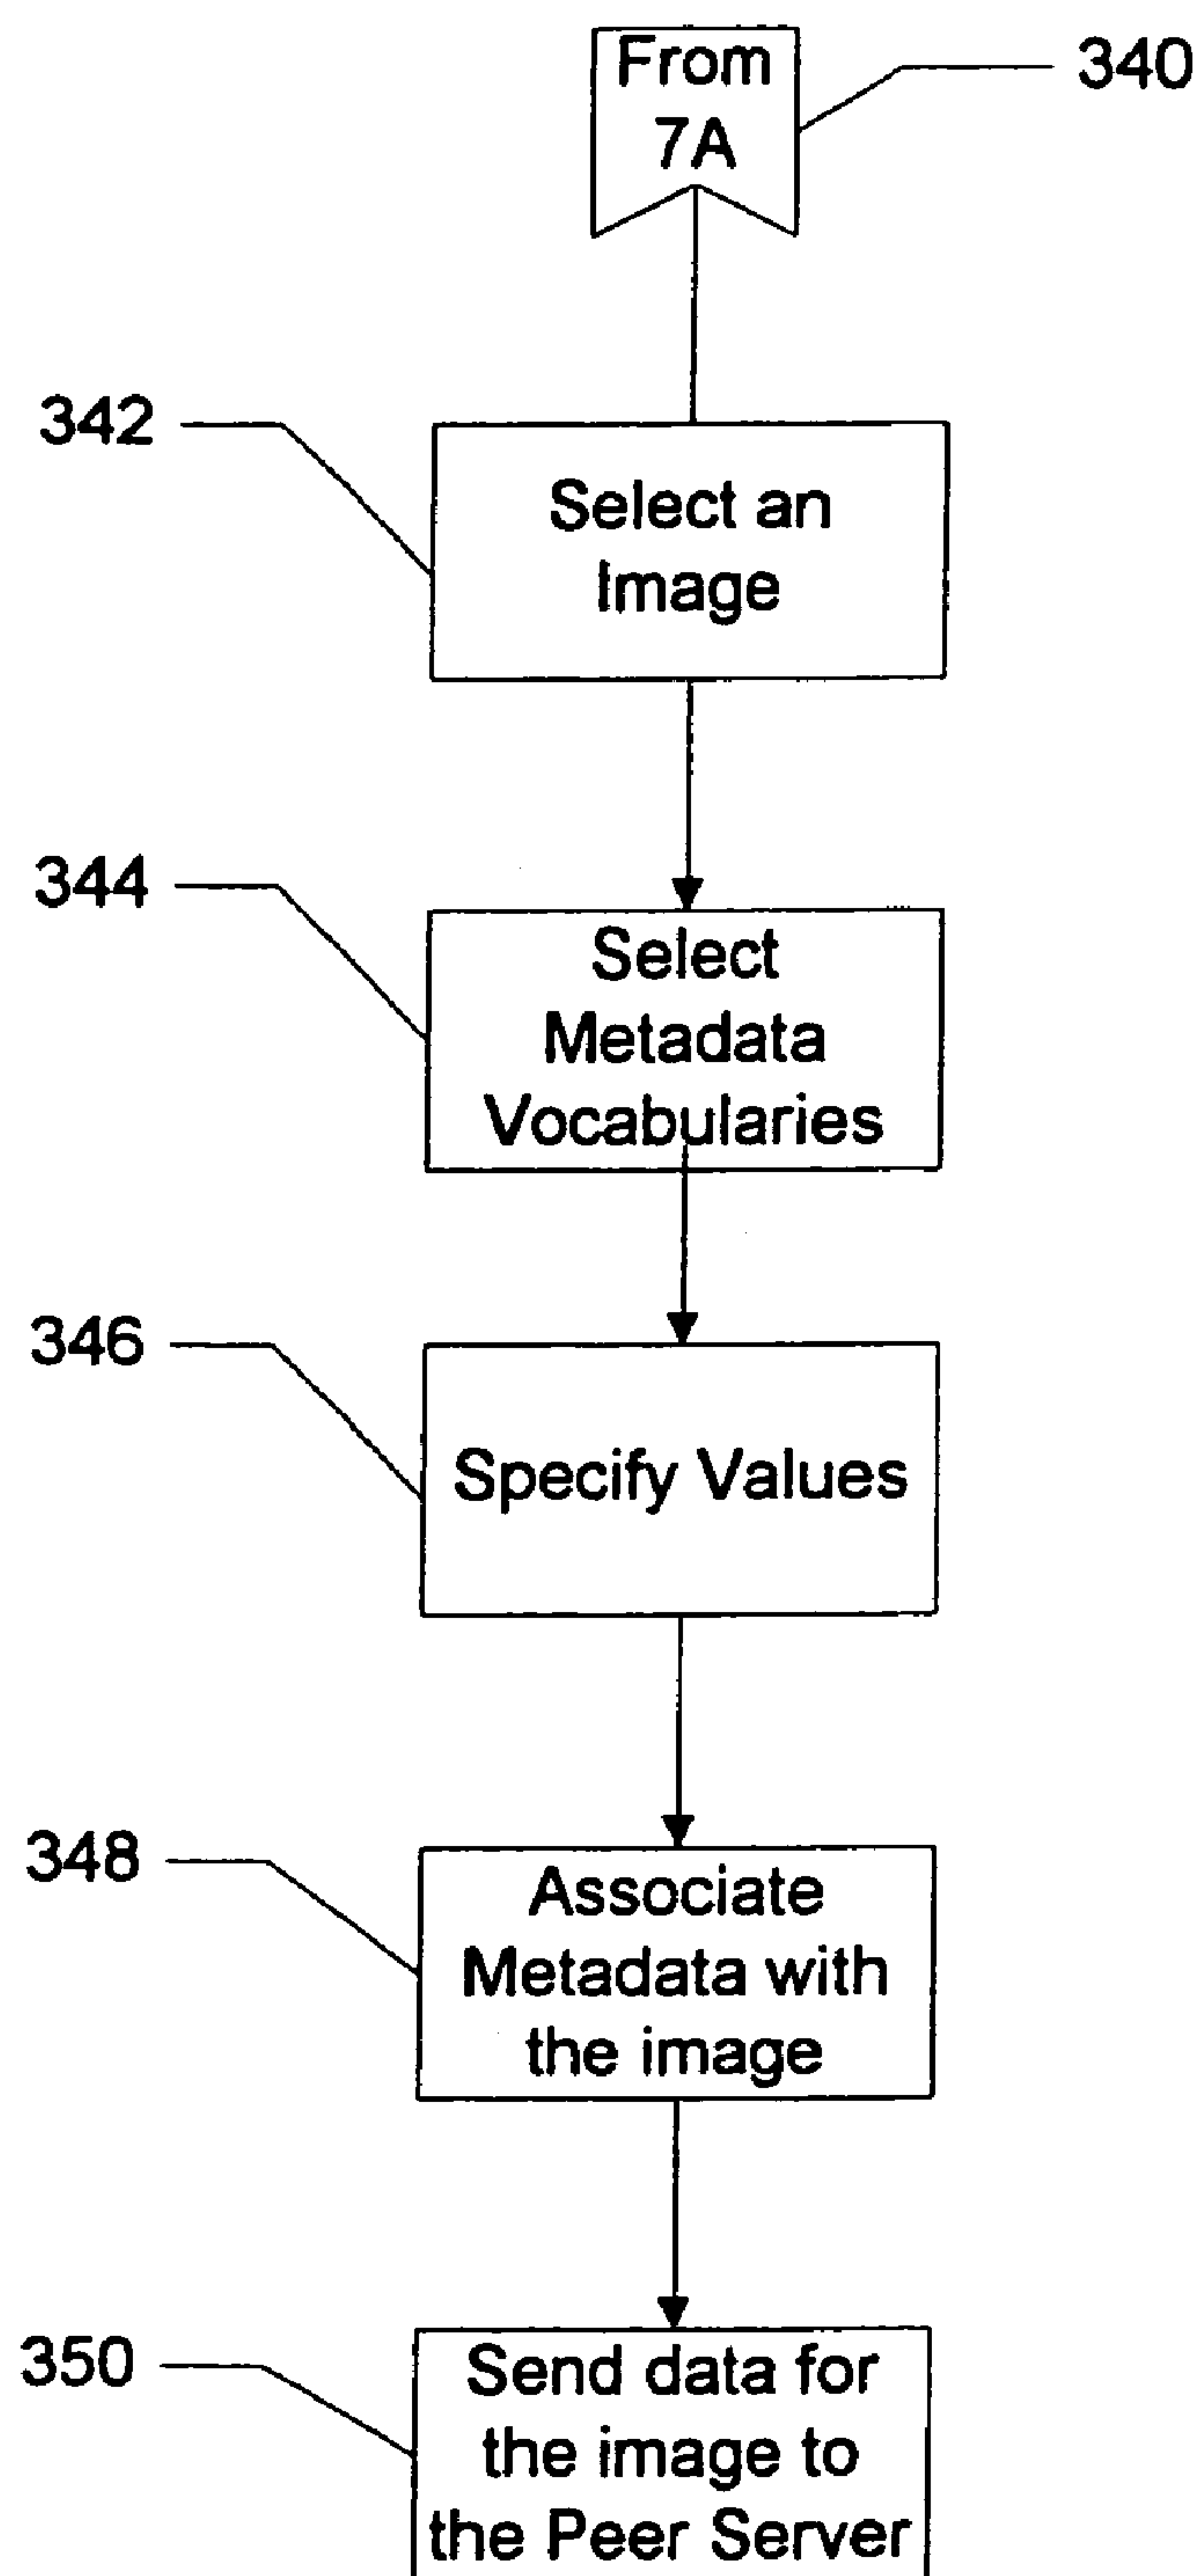 From
7A
340
342
Select an
Image
344
Select
Metadata
Vocabularies
346
Specify Values
348
Associate
Metadata with
the image
350
Send data for
the image to
the Peer Server